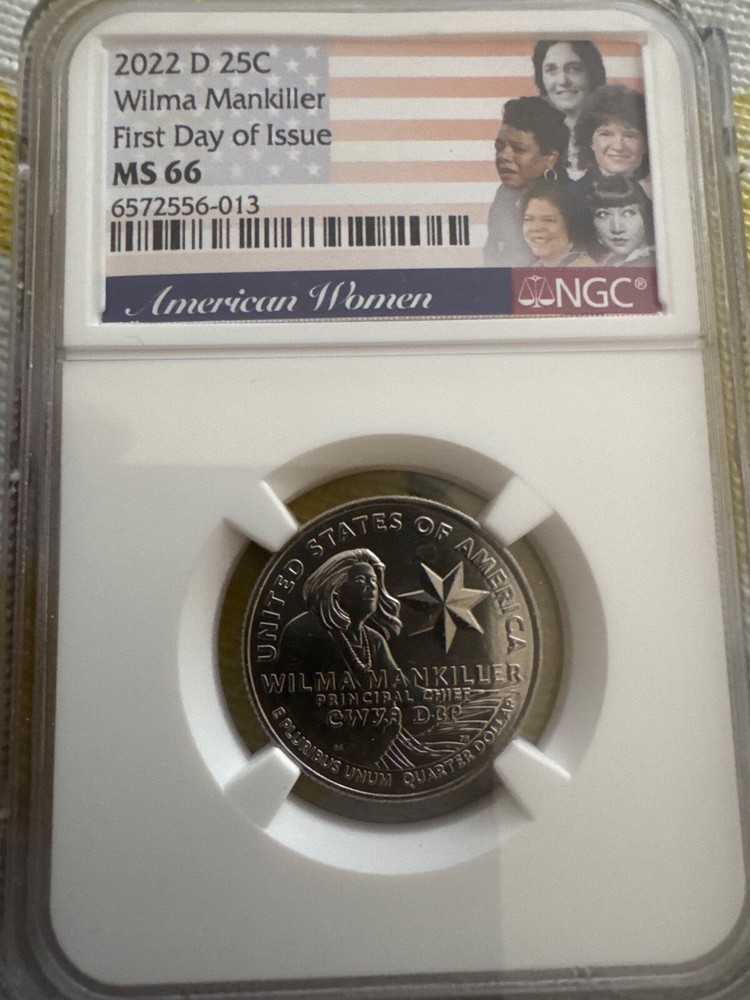 2022 D 25C
Wilma Mankiller
First Day of Issue
MS 66
6572556-013
American Women
NGC®
UNITED STATES OF AMERICA
WILMA MANKILLER
PRINCIPAL CHIEF
ᏣᎳᎩᎯ ᎠᏰᎵ
E PLURIBUS UNUM
QUARTER DOLLAR